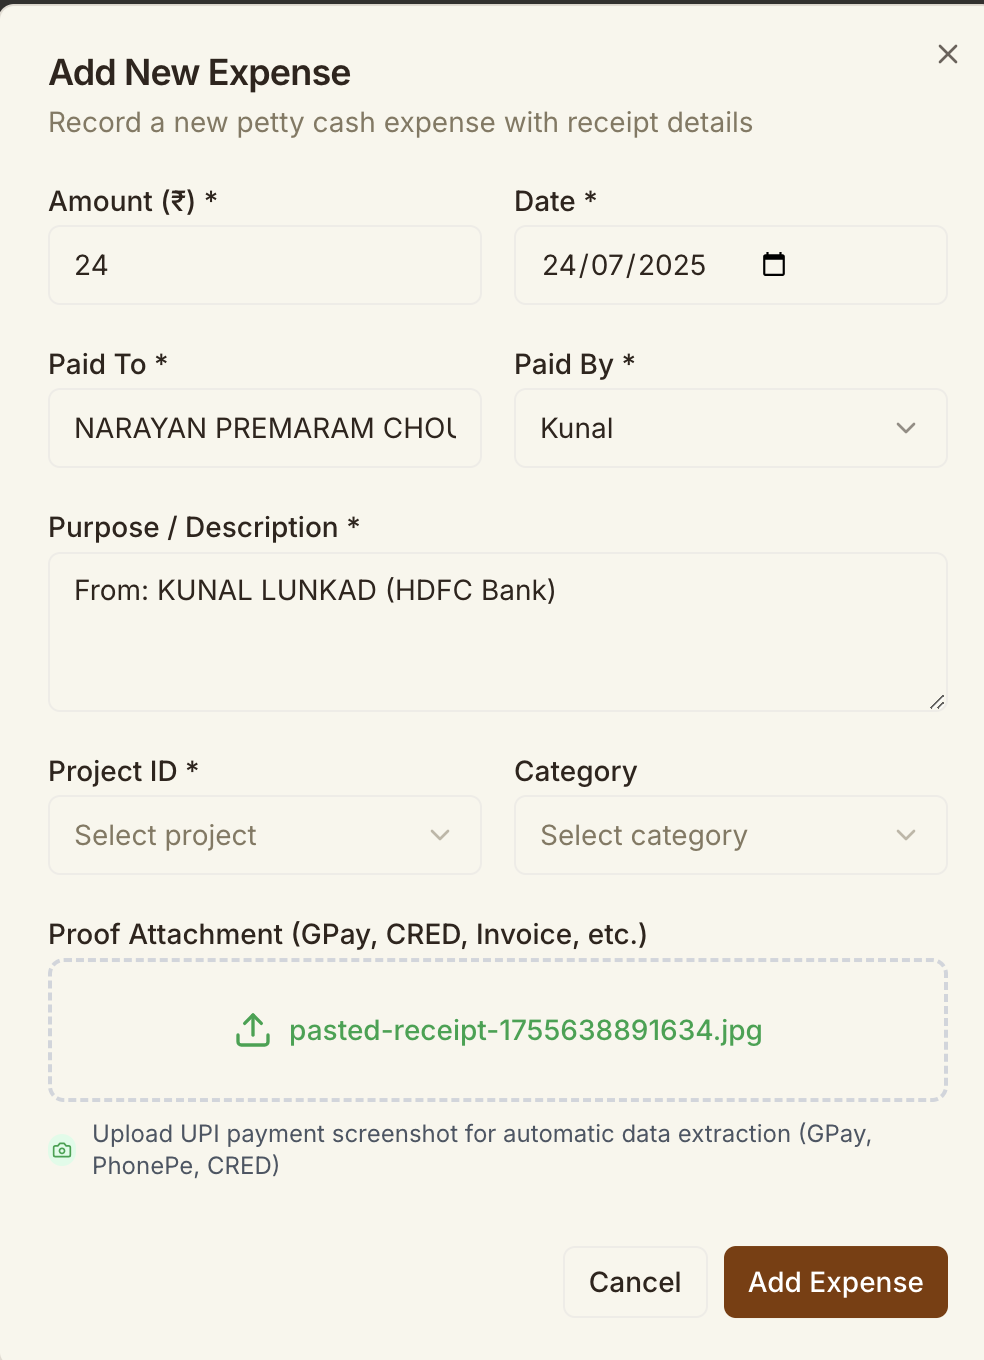 Add New Expense
Record a new petty cash expense with receipt details
Amount (₹) *
Date *
24
24/07/2025
Paid To *
Paid By *
NARAYAN PREMARAM
Kunal
Purpose / Description *
From: KUNAL LUNKAD (HDFC Bank)
Project ID *
Category
Select project
Select category
Proof Attachment (GPay, CRED, Invoice, etc.)
pasted-receipt-1755638891634.jpg
Upload UPI payment screenshot for automatic data extraction (GPay,
PhonePe, CRED)
Cancel
Add Expense